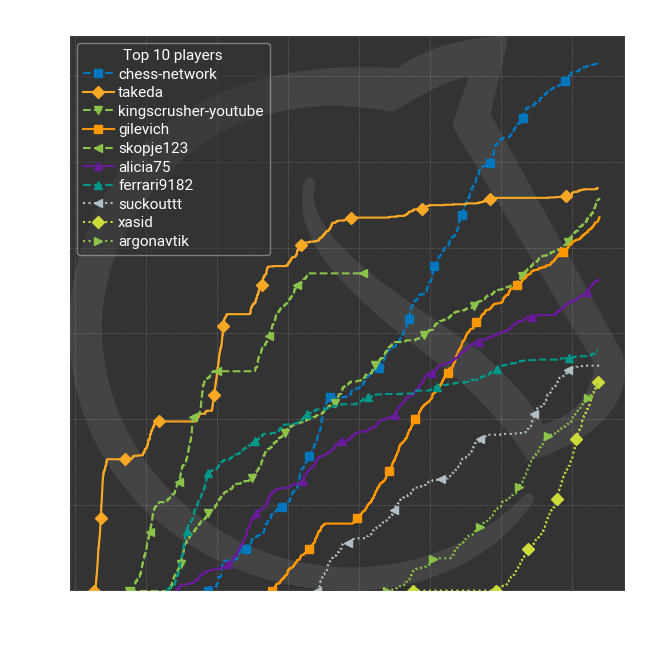 Top 10 players
chess-network
takeda
kingscrusher-youtube
gilevich
skopje123
alicia75
ferrari9182
suckouttt
xasid
argonavtik